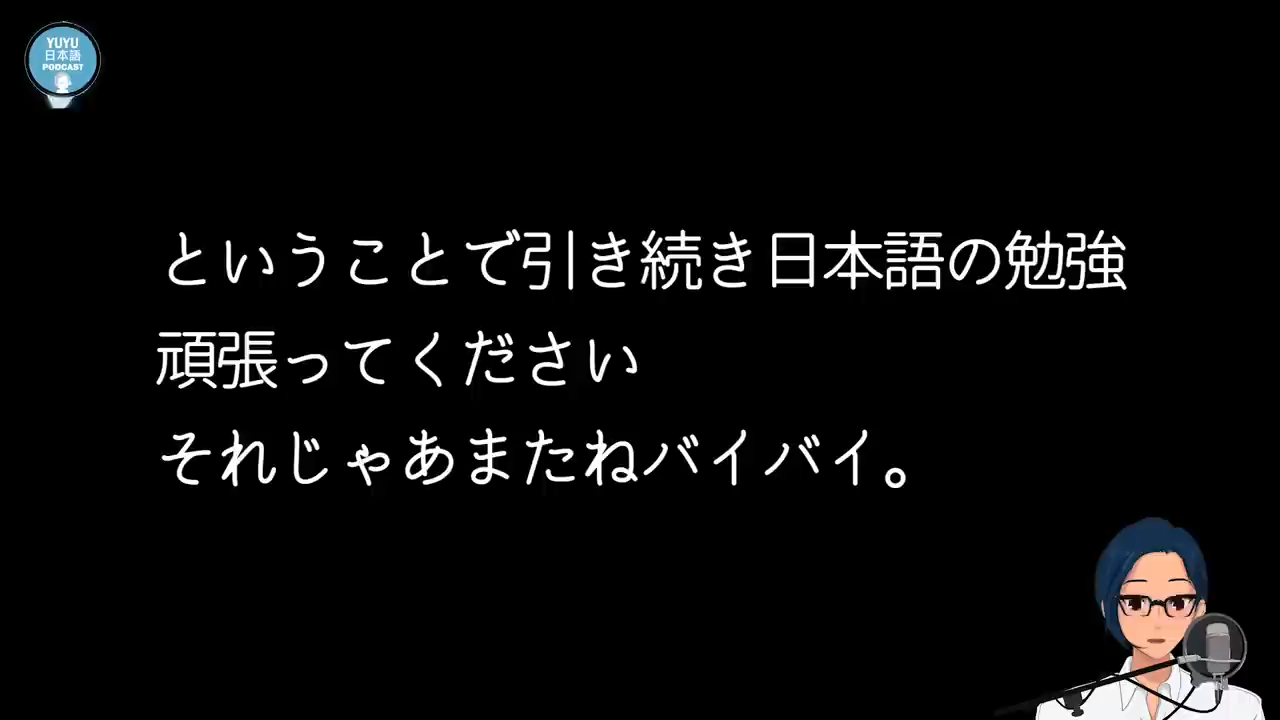 YUYU
日本語
PODCAST
ということで引き続き日本語の勉強
頑張ってください
それじゃあまたねバイバイ。